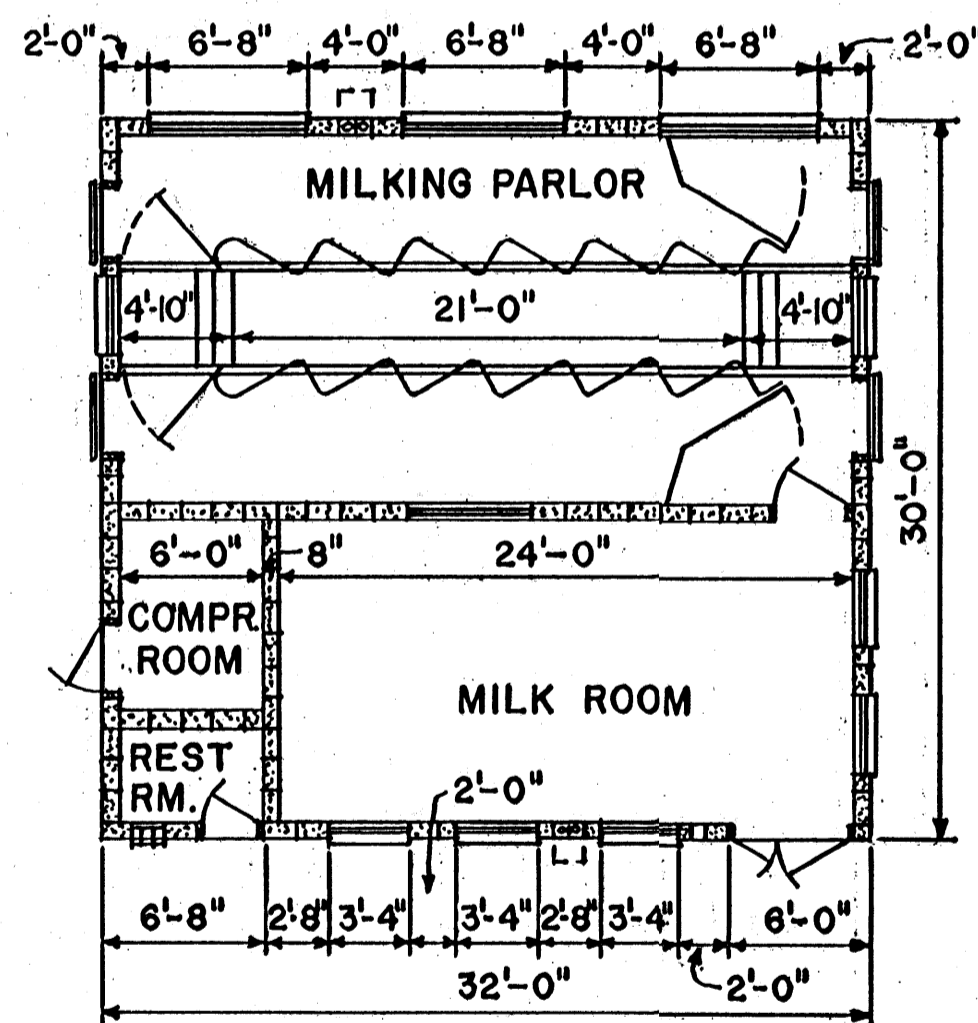 2'-0" 6'-8" 4'-0" 6'-8" 4'-0" 6'-8" 2'-0'
MILKING PARLOR
4'-10" 21'-0" 4'-10"
30'-0"
6'-0" 8" 24'-0"
COMPR.
ROOM
MILK ROOM
REST
RM.
2'-0"
6'-8" 2'-8" 3'-4" 3'-4" 2'-8" 3'-4" 6'-0"
2'-0"
32'-0"